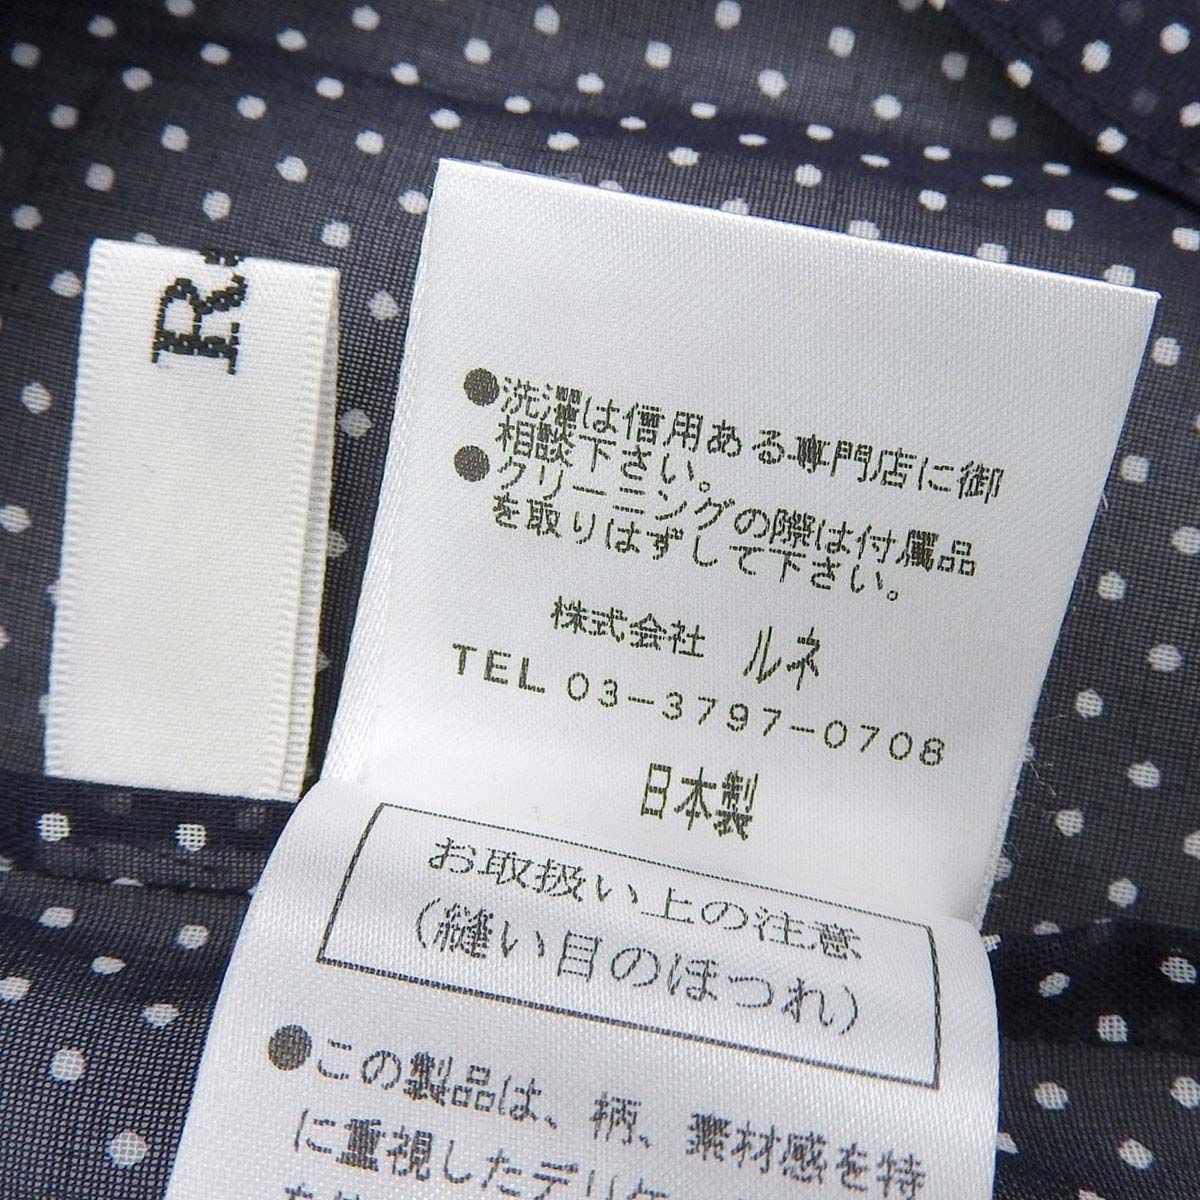 R
●洗濯は信用ある専門店に御
相談下さい。
●クリーニングの際は付属品
を取りはずして下さい。
株式会社 ルネ
TEL 03-3797-0708
日本製
お取扱い上の注意
(縫い目のほつれ)
●この製品は、柄、素材感を特
に重視したデリケ